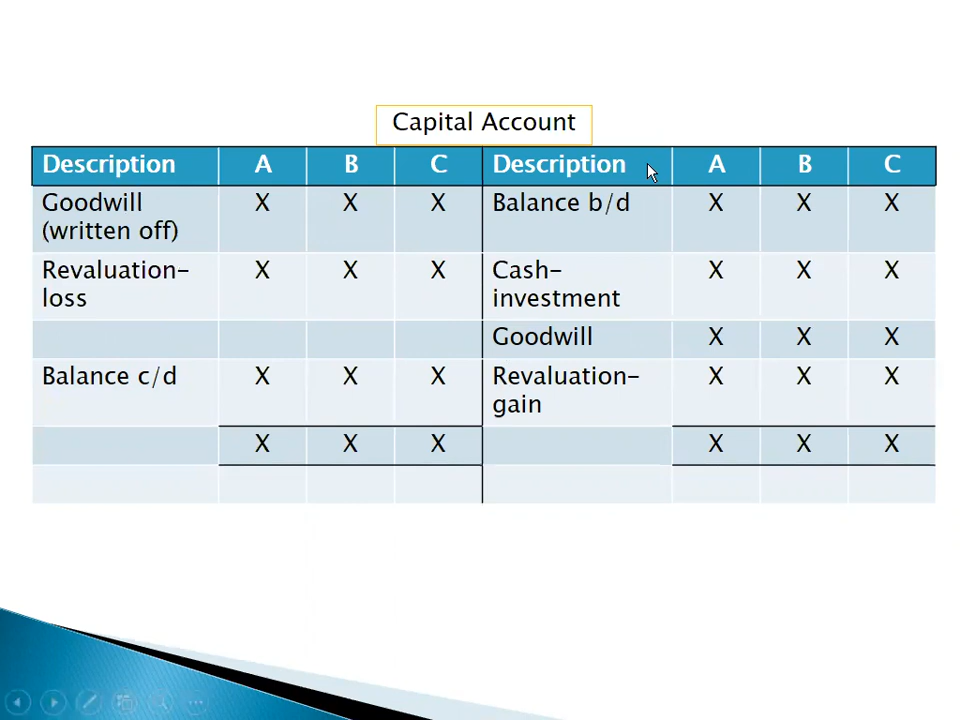 Capital Account
Description A B C Description A B C
Goodwill X X X Balance b/d X X X
(written off)
Revaluation- X X X Cash- X X X
loss investment
Goodwill X X X
Balance c/d X X X Revaluation- X X X
gain
X X X X X X